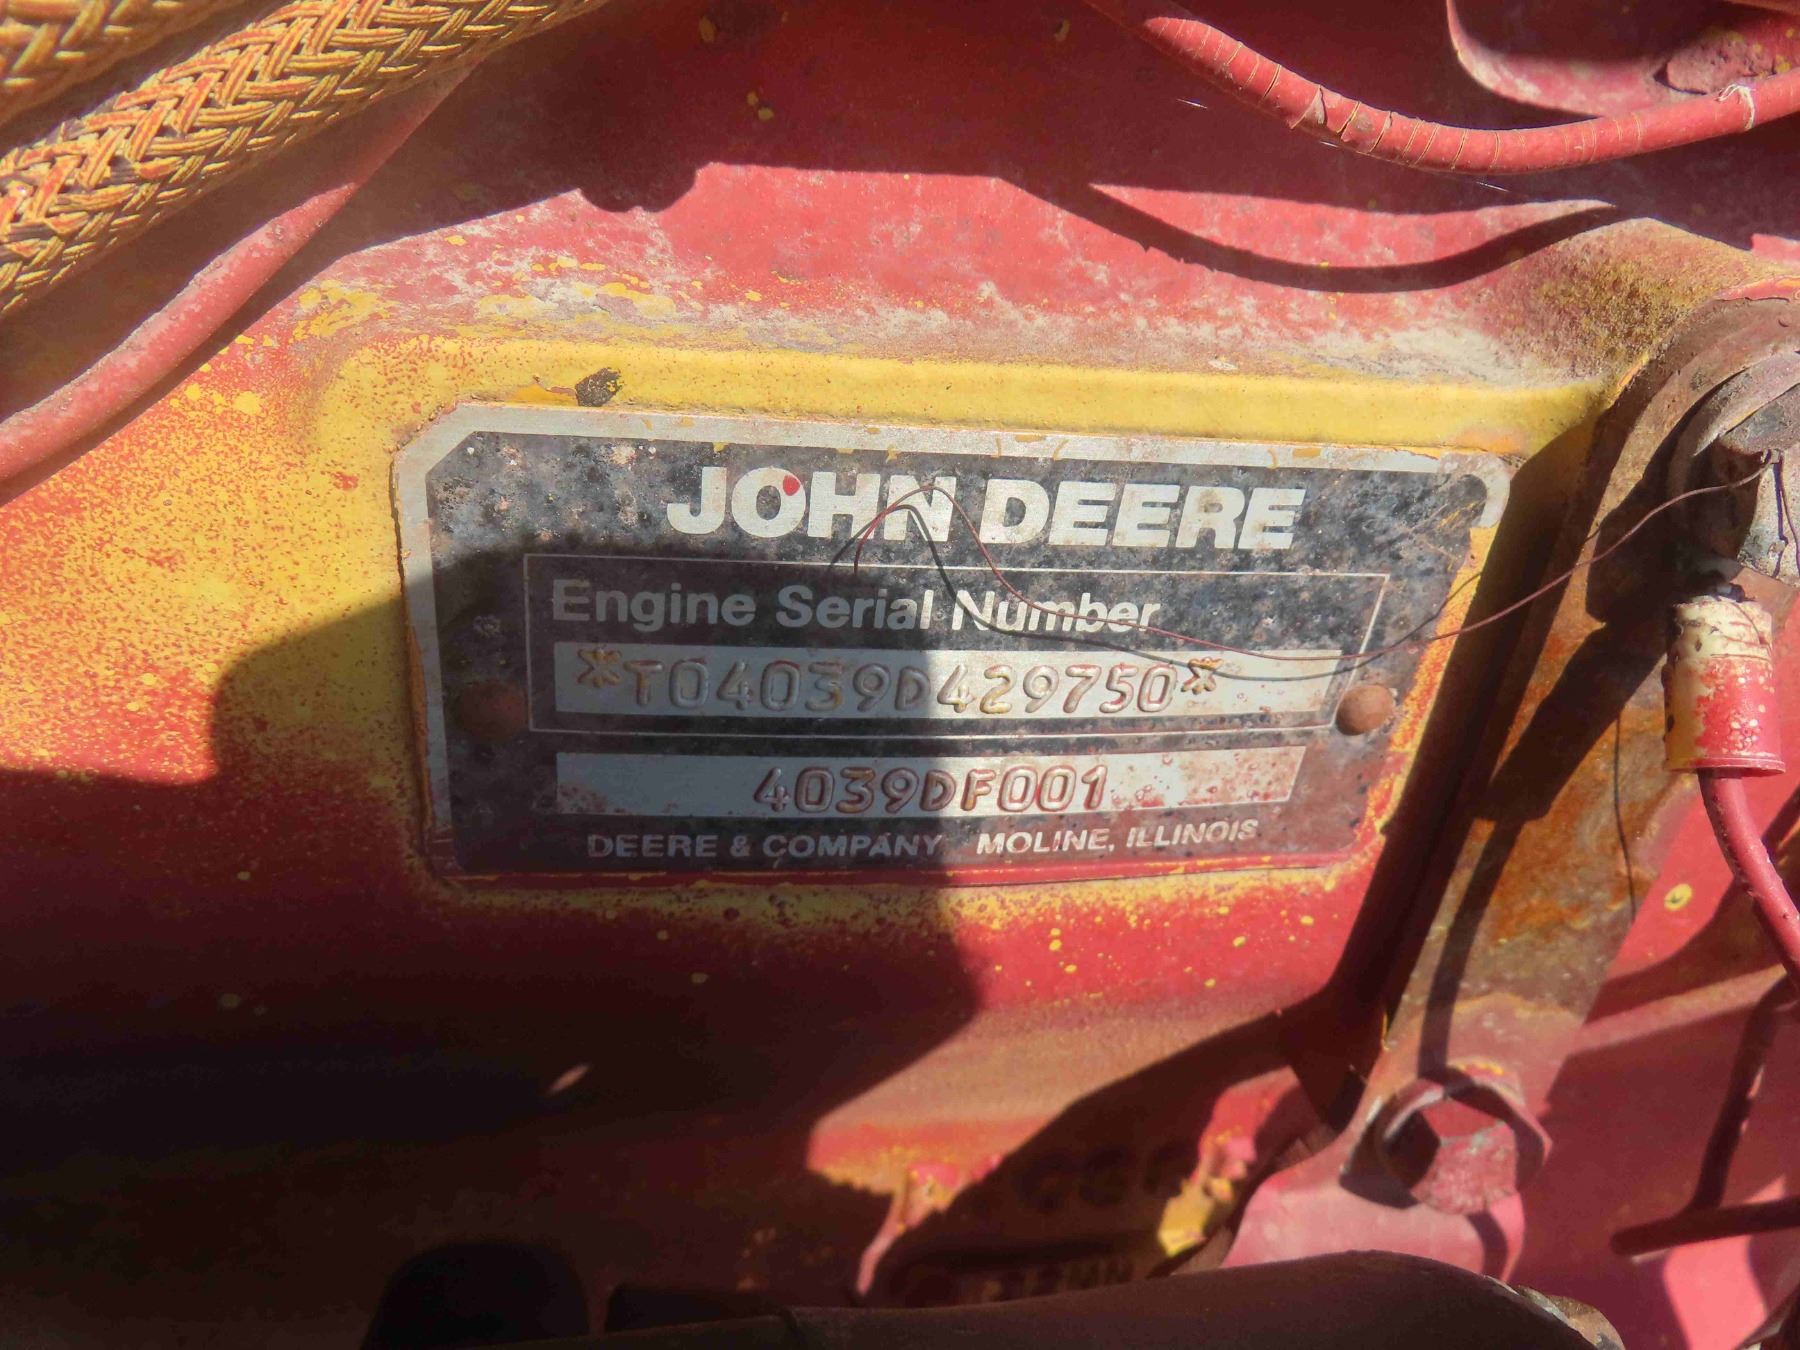 JOHN DEERE
Engine Serial Number
*T04039D429750*
4039DF001
DEERE & COMPANY MOLINE, ILLINOIS